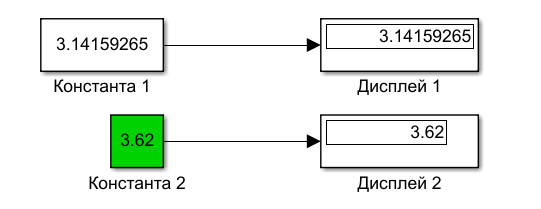 3.14159265 3.14159265
Константа 1 Дисплей 1
3.62 3.62
Константа 2 Дисплей 2